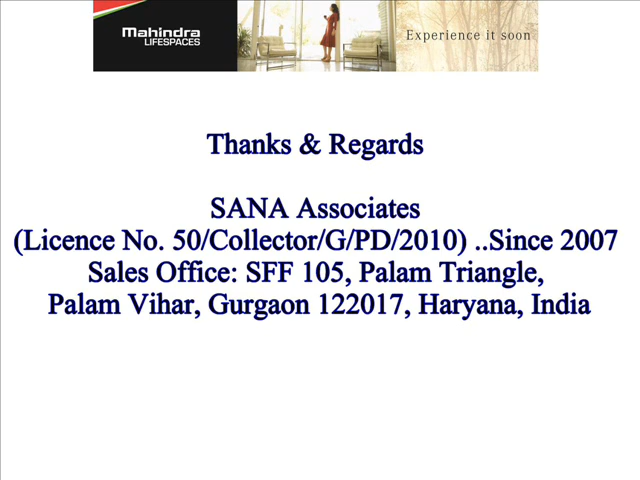 Mahindra
LIFESPACES
Experience it soon
Thanks & Regards
SANA Associates
(Licence No. 50/Collector/G/PD/2010) ..Since 2007
Sales Office: SFF 105, Palam Triangle,
Palam Vihar, Gurgaon 122017, Haryana, India